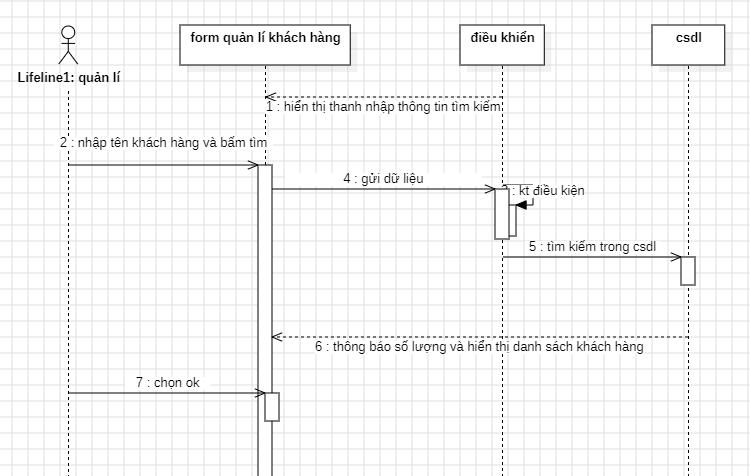 form quản lí khách hàng
điều khiển
csdl
Lifeline1: quản lí
1 : hiển thị thanh nhập thông tin tìm kiếm
2 : nhập tên khách hàng và bấm tìm
4 : gửi dữ liệu
: kt điều kiện
5 : tìm kiếm trong csdl
6 : thông báo số lượng và hiển thị danh sách khách hàng
7 : chọn ok